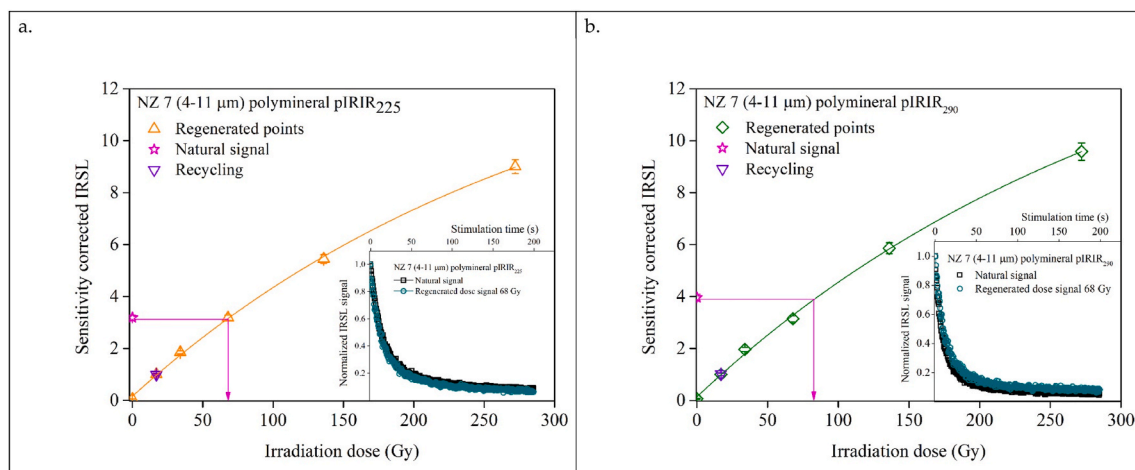 a.
12
10
8
6
4
2
0
Sensitivity corrected IRSL
NZ 7 (4-11 μm) polymineral pIRIR225
Regenerated points
Natural signal
Recycling
Stimulation time (s)
0 50 100 150 200
1,0
0,8
0,6
0,4
0,2
Normalized IRSL signal
NZ 7 (4-11 μm) polymineral pIRIR225
Natural signal
Regenerated dose signal 68 Gy
0 50 100 150 200 250 300
Irradiation dose (Gy)
b.
12
10
8
6
4
2
0
Sensitivity corrected IRSL
NZ 7 (4-11 μm) polymineral pIRIR290
Regenerated points
Natural signal
Recycling
Stimulation time (s)
0 50 100 150 200
1,0
0,8
0,6
0,4
0,2
Normalized IRSL signal
NZ 7 (4-11 μm) polymineral pIRIR290
Natural signal
Regenerated dose signal 68 Gy
0 50 100 150 200 250 300
Irradiation dose (Gy)